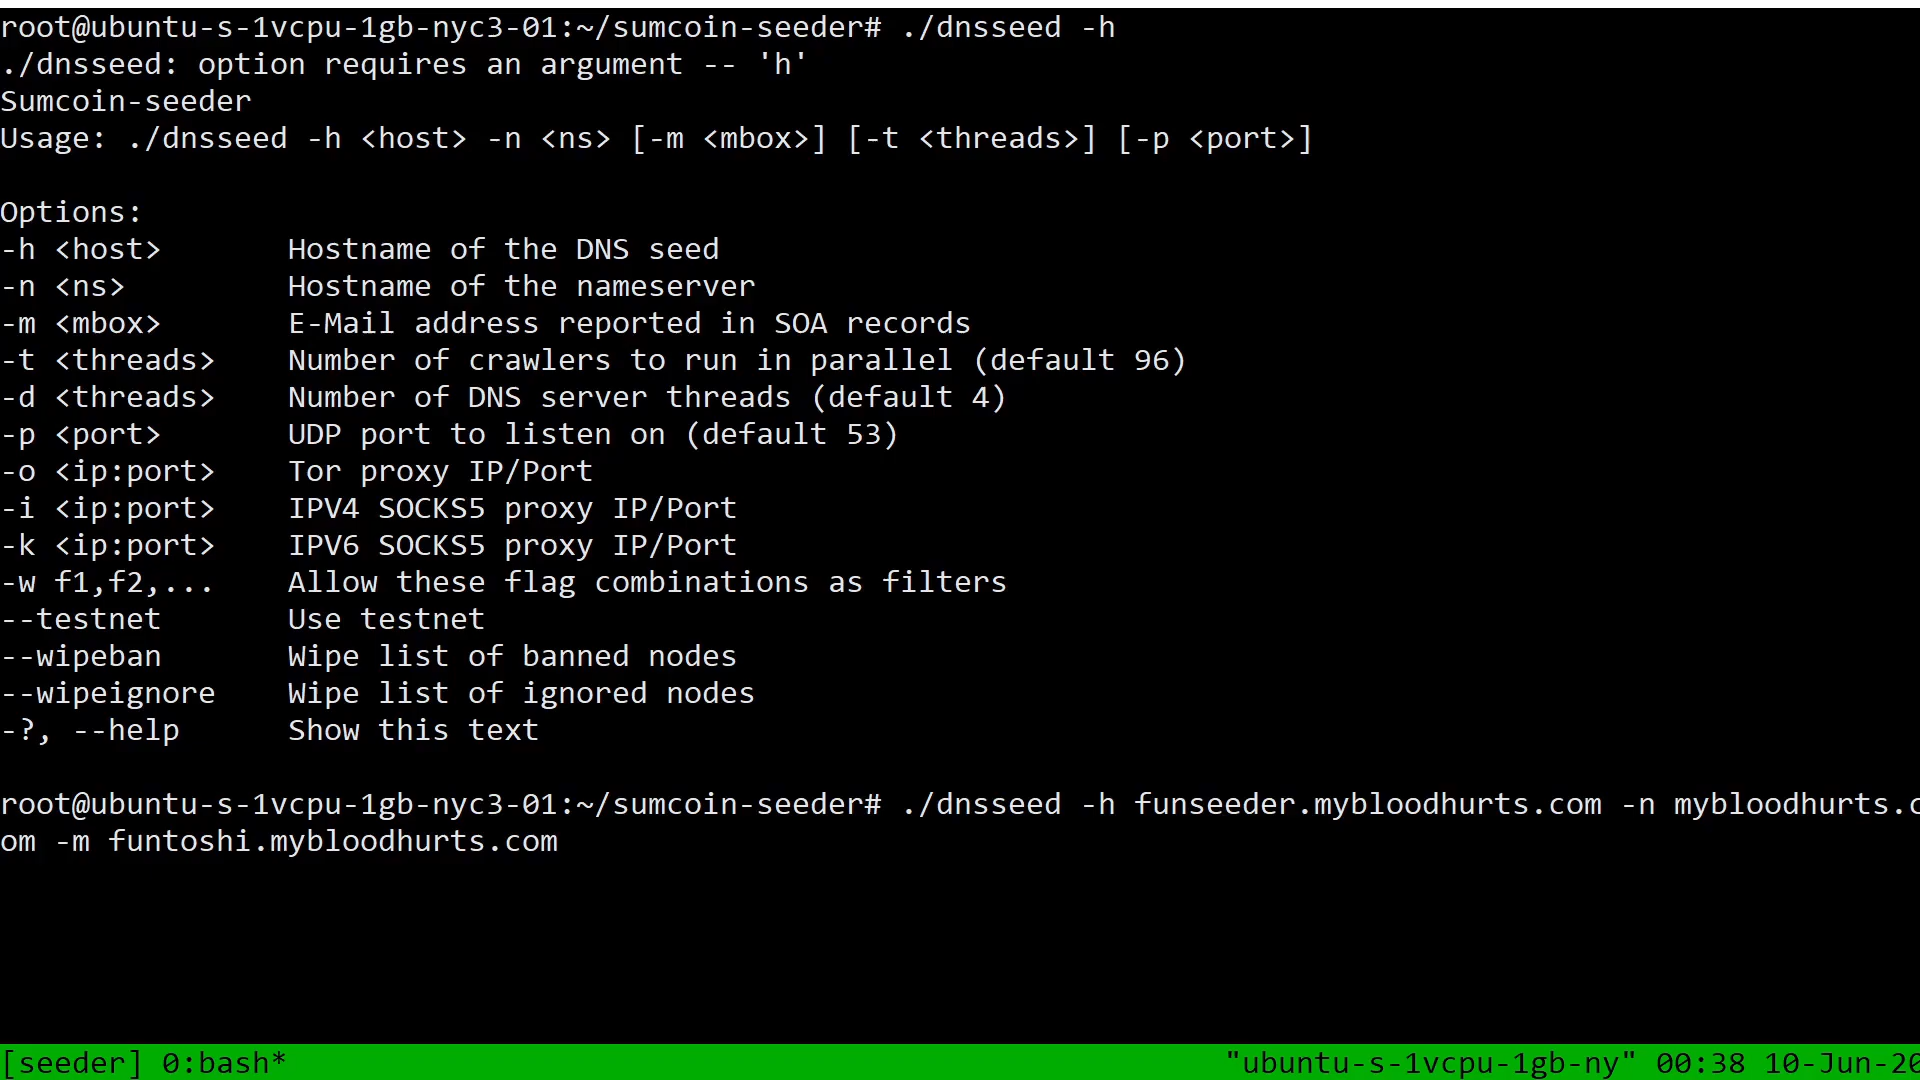 root@ubuntu-s-1vcpu-1gb-nyc3-01:~/sumcoin-seeder# ./dnsseed -h
./dnsseed: option requires an argument -- 'h'
Sumcoin-seeder
Usage: ./dnsseed -h <host> -n <ns> [-m <mbox>] [-t <threads>] [-p <port>]

Options:
-h <host>       Hostname of the DNS seed
-n <ns>         Hostname of the nameserver
-m <mbox>       E-Mail address reported in SOA records
-t <threads>    Number of crawlers to run in parallel (default 96)
-d <threads>    Number of DNS server threads (default 4)
-p <port>       UDP port to listen on (default 53)
-o <ip:port>    Tor proxy IP/Port
-i <ip:port>    IPV4 SOCKS5 proxy IP/Port
-k <ip:port>    IPV6 SOCKS5 proxy IP/Port
-w f1,f2,...    Allow these flag combinations as filters
--testnet       Use testnet
--wipeban       Wipe list of banned nodes
--wipeignore    Wipe list of ignored nodes
-?, --help      Show this text

root@ubuntu-s-1vcpu-1gb-nyc3-01:~/sumcoin-seeder# ./dnsseed -h funseeder.mybloodhurts.com -n mybloodhurts.c
om -m funtoshi.mybloodhurts.com
[seeder] 0:bash* "ubuntu-s-1vcpu-1gb-ny" 00:38 10-Jun-20